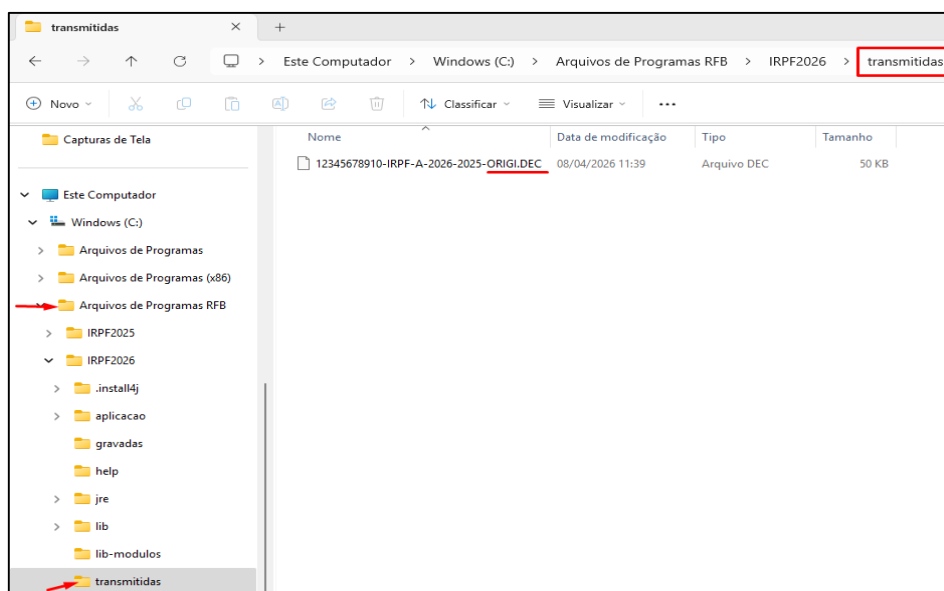 transmitidas
Este Computador > Windows (C:) > Arquivos de Programas RFB > IRPF2026 > transmitidas
Novo Classificar Visualizar ...
Capturas de Tela
Nome Data de modificação Tipo Tamanho
12345678910-IRPF-A-2026-2025-ORIGI.DEC 08/04/2026 11:39 Arquivo DEC 50 KB
Este Computador
Windows (C:)
Arquivos de Programas
Arquivos de Programas (x86)
Arquivos de Programas RFB
IRPF2025
IRPF2026
.install4j
aplicacao
gravadas
help
jre
lib
lib-modulos
transmitidas